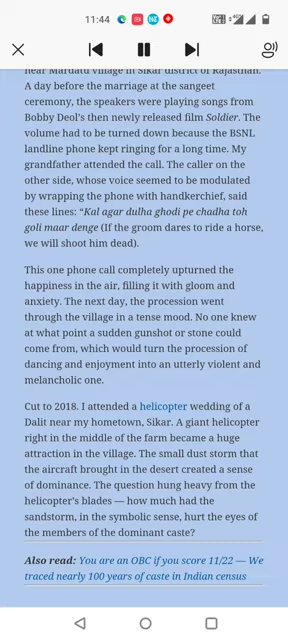 11:44
near Mardatu village in Sikar district of Rajasthan.
A day before the marriage at the sangeet
ceremony, the speakers were playing songs from
Bobby Deol's then newly released film Soldier. The
volume had to be turned down because the BSNL
landline phone kept ringing for a long time. My
grandfather attended the call. The caller on the
other side, whose voice seemed to be modulated
by wrapping the phone with handkerchief, said
these lines: “Kal agar dulha ghodi pe chadha toh
goli maar denge (If the groom dares to ride a horse,
we will shoot him dead).
This one phone call completely upturned the
happiness in the air, filling it with gloom and
anxiety. The next day, the procession went
through the village in a tense mood. No one knew
at what point a sudden gunshot or stone could
come from, which would turn the procession of
dancing and enjoyment into an utterly violent and
melancholic one.
Cut to 2018. I attended a helicopter wedding of a
Dalit near my hometown, Sikar. A giant helicopter
right in the middle of the farm became a huge
attraction in the village. The small dust storm that
the aircraft brought in the desert created a sense
of dominance. The question hung heavy from the
helicopter's blades — how much had the
sandstorm, in the symbolic sense, hurt the eyes of
the members of the dominant caste?
Also read: You are an OBC if you score 11/22 — We
traced nearly 100 years of caste in Indian census